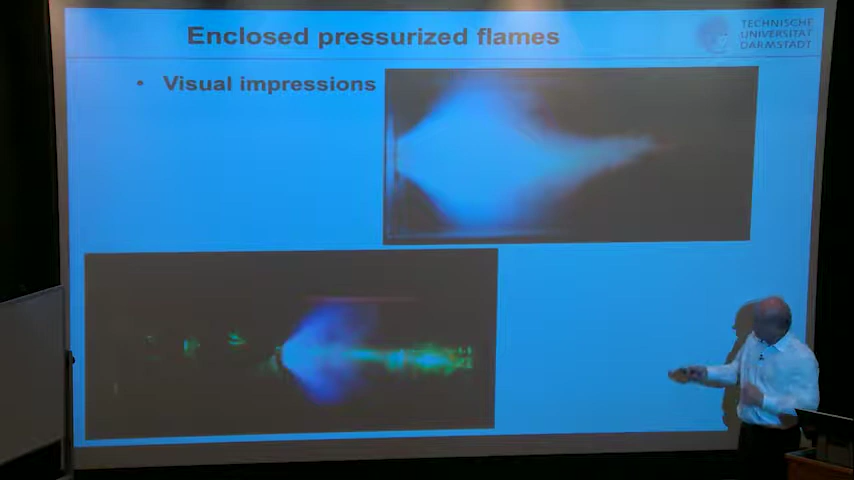 Enclosed pressurized flames
TECHNISCHE
UNIVERSITÄT
DARMSTADT
• Visual impressions